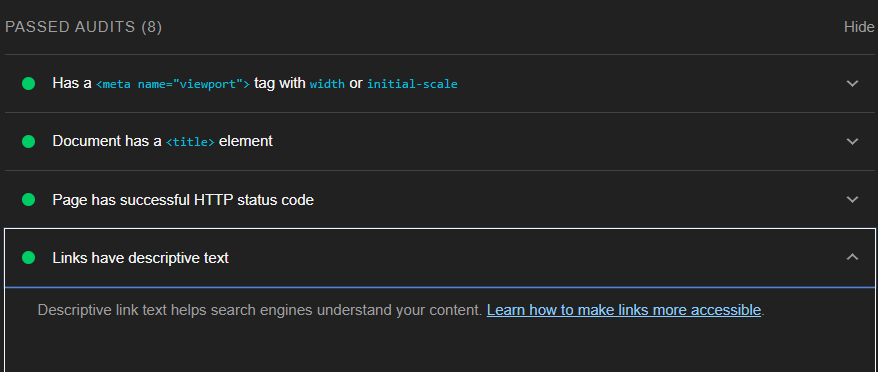 PASSED AUDITS (8)
Hide
Has a <meta name="viewport"> tag with width or initial-scale
Document has a <title> element
Page has successful HTTP status code
Links have descriptive text
Descriptive link text helps search engines understand your content. Learn how to make links more accessible.